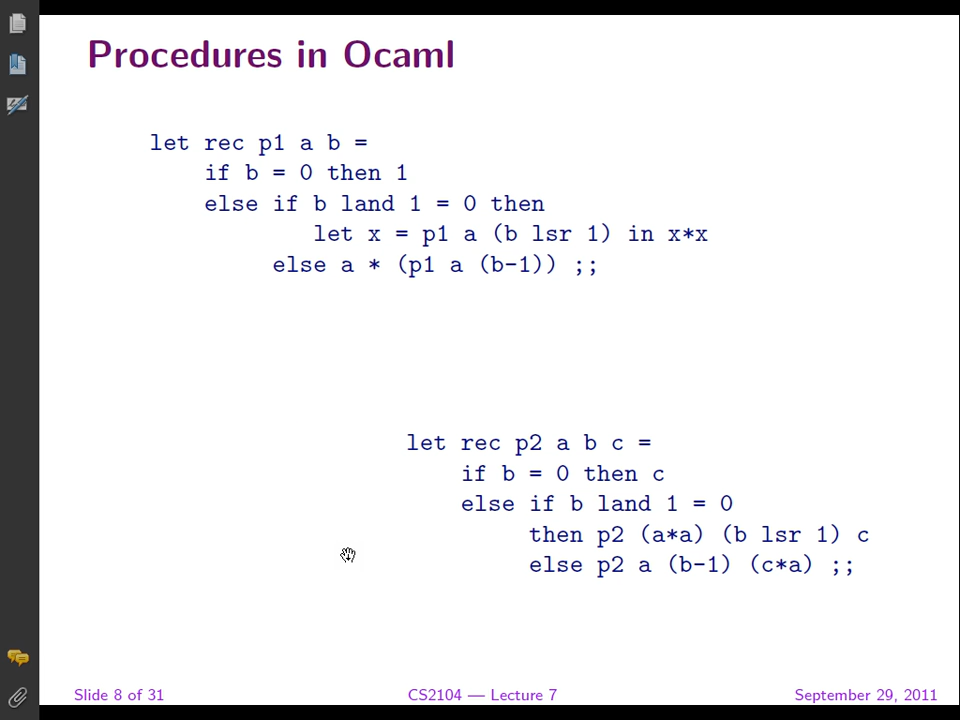 Procedures in Ocaml
let rec p1 a b =
if b = 0 then 1
else if b land 1 = 0 then
let x = p1 a (b lsr 1) in x*x
else a * (p1 a (b-1)) ;;
let rec p2 a b c =
if b = 0 then c
else if b land 1 = 0
then p2 (a*a) (b lsr 1) c
else p2 a (b-1) (c*a) ;;
Slide 8 of 31 CS2104 — Lecture 7 September 29, 2011